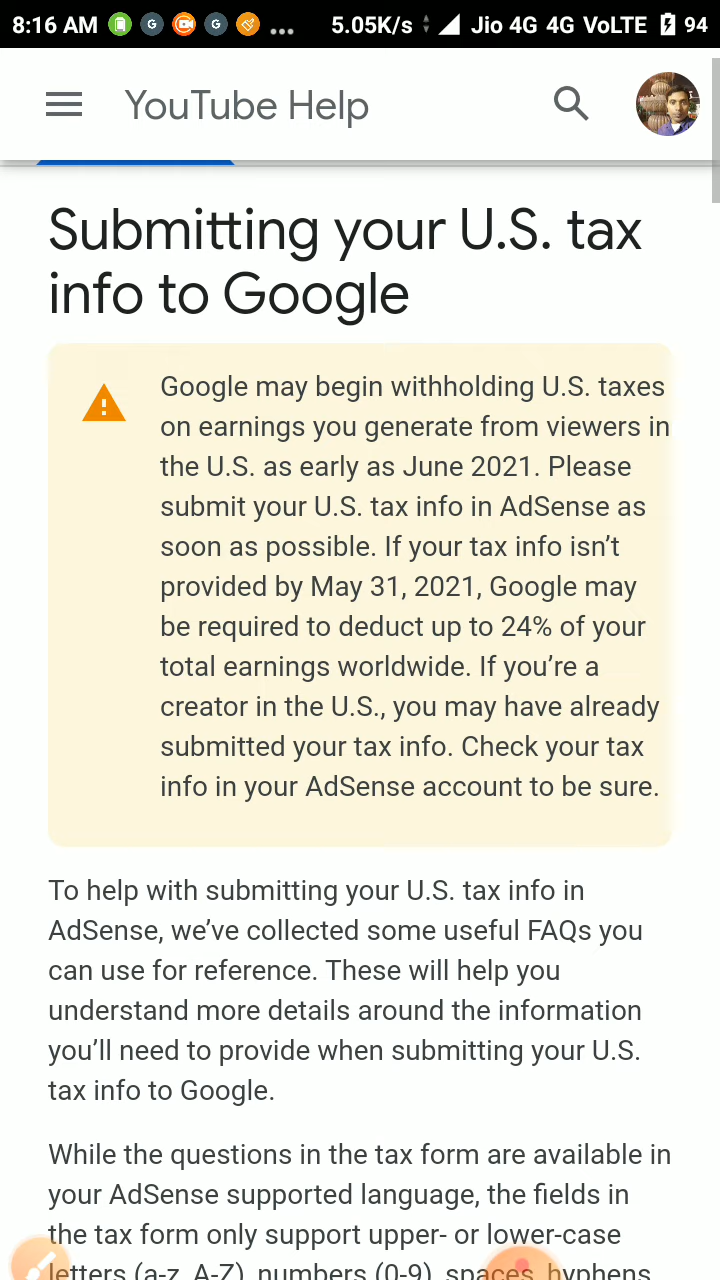 8:16 AM G G ... 5.05K/s Jio 4G 4G VoLTE 94
YouTube Help
Submitting your U.S. tax
info to Google
Google may begin withholding U.S. taxes
on earnings you generate from viewers in
the U.S. as early as June 2021. Please
submit your U.S. tax info in AdSense as
soon as possible. If your tax info isn’t
provided by May 31, 2021, Google may
be required to deduct up to 24% of your
total earnings worldwide. If you’re a
creator in the U.S., you may have already
submitted your tax info. Check your tax
info in your AdSense account to be sure.
To help with submitting your U.S. tax info in
AdSense, we’ve collected some useful FAQs you
can use for reference. These will help you
understand more details around the information
you’ll need to provide when submitting your U.S.
tax info to Google.
While the questions in the tax form are available in
your AdSense supported language, the fields in
the tax form only support upper- or lower-case
letters (a-z, A-Z), numbers (0-9), spaces, hyphens